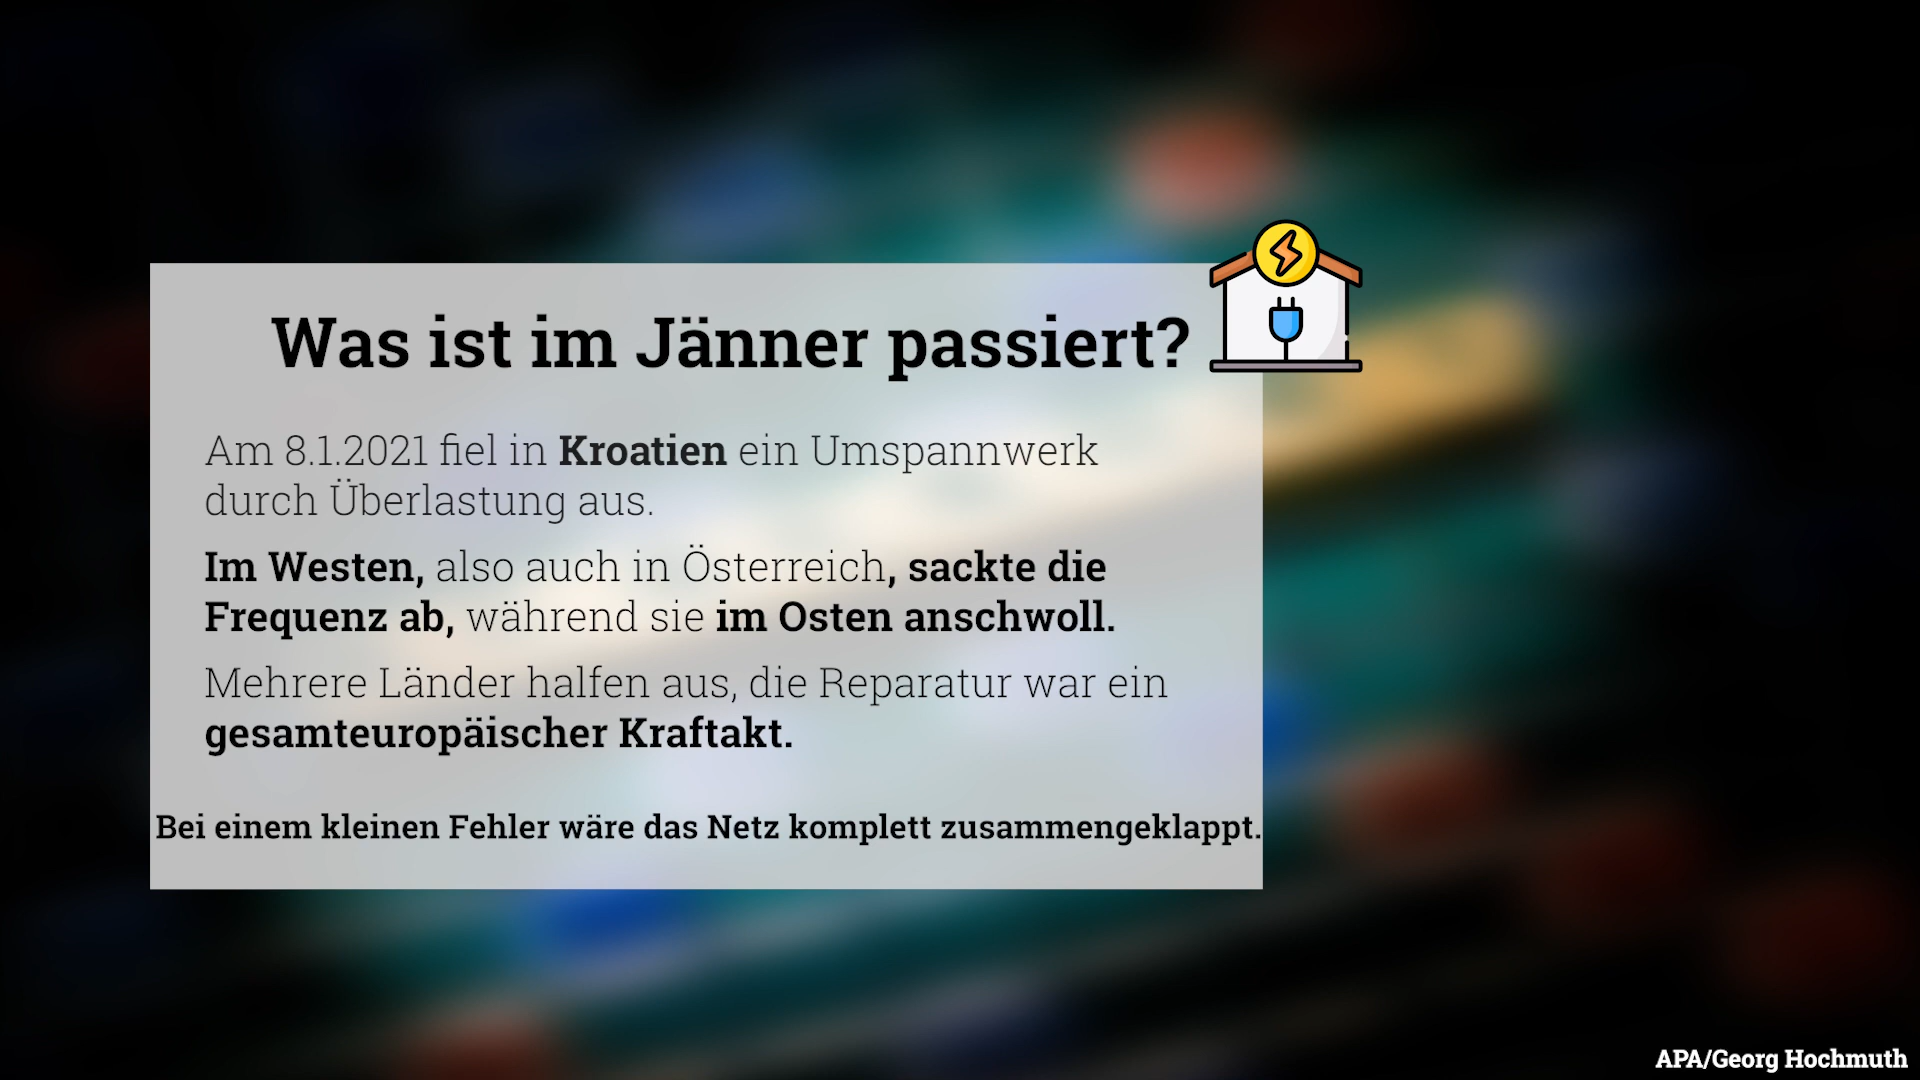 Was ist im Jänner passiert?
Am 8.1.2021 fiel in Kroatien ein Umspannwerk
durch Überlastung aus.
Im Westen, also auch in Österreich, sackte die
Frequenz ab, während sie im Osten anschwoll.
Mehrere Länder halfen aus, die Reparatur war ein
gesamteuropäischer Kraftakt.
Bei einem kleinen Fehler wäre das Netz komplett zusammengeklappt.
APA/Georg Hochmuth